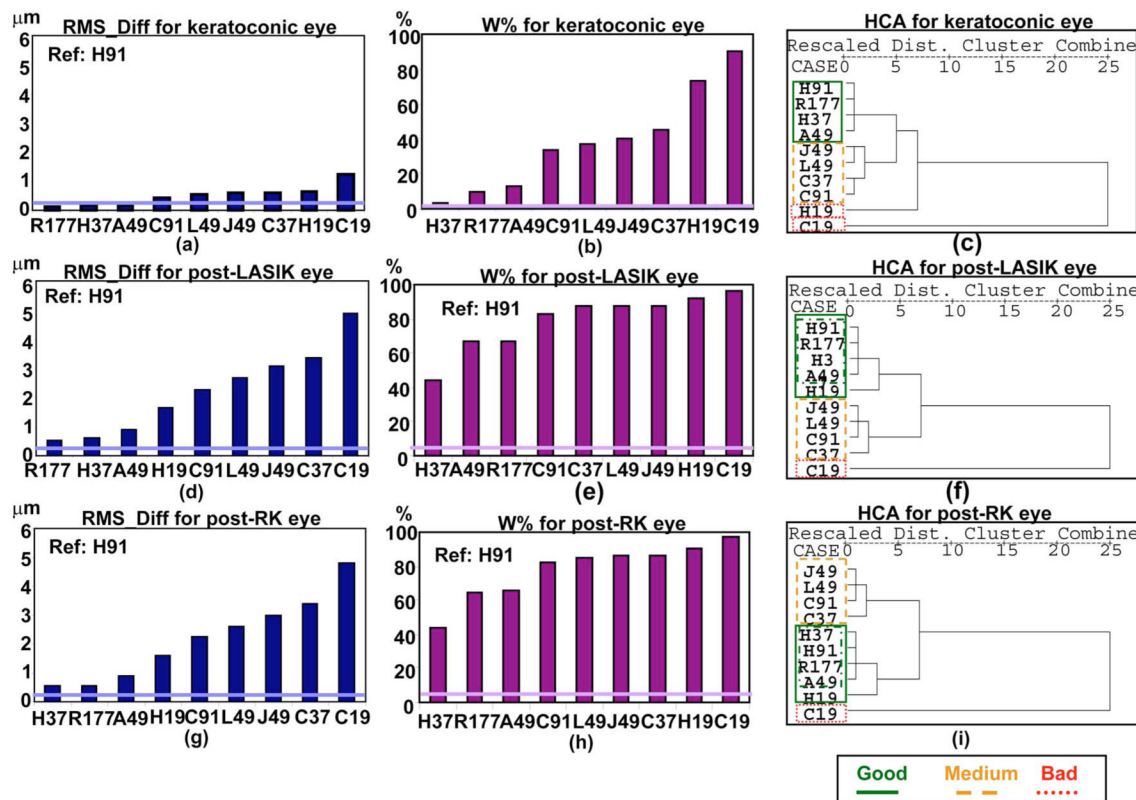 μm
RMS_Diff for keratoconic eye
6
5
4
3
2
1
0
Ref: H91
R177 H37 A49 C91 L49 J49 C37 H19 C19
(a)
%
W% for keratoconic eye
100
80
60
40
20
0
H37 R177 A49 C91 L49 J49 C37 H19 C19
(b)
HCA for keratoconic eye
Rescaled Dist. Cluster Combine
CASE 0 5 10 15 20 25
H91
R177
H37
A49
J49
L49
C37
C91
H19
C19
(c)
μm
RMS_Diff for post-LASIK eye
6
5
4
3
2
1
0
Ref: H91
R177 H37 A49 H19 C91 L49 J49 C37 C19
(d)
%
W% for post-LASIK eye
100
80
60
40
20
0
Ref: H91
H37 A49 R177 C91 C37 L49 J49 H19 C19
(e)
HCA for post-LASIK eye
Rescaled Dist. Cluster Combine
CASE 0 5 10 15 20 25
H91
R177
H3
A49
H19
J49
L49
C91
C37
C19
(f)
μm
RMS_Diff for post-RK eye
6
5
4
3
2
1
0
Ref: H91
H37 R177 A49 H19 C91 L49 J49 C37 C19
(g)
%
W% for post-RK eye
100
80
60
40
20
0
Ref: H91
H37 R177 A49 C91 L49 J49 C37 H19 C19
(h)
HCA for post-RK eye
Rescaled Dist. Cluster Combine
CASE 0 5 10 15 20 25
J49
L49
C91
C37
H37
H91
R177
A49
H19
C19
(i)
Good Medium Bad